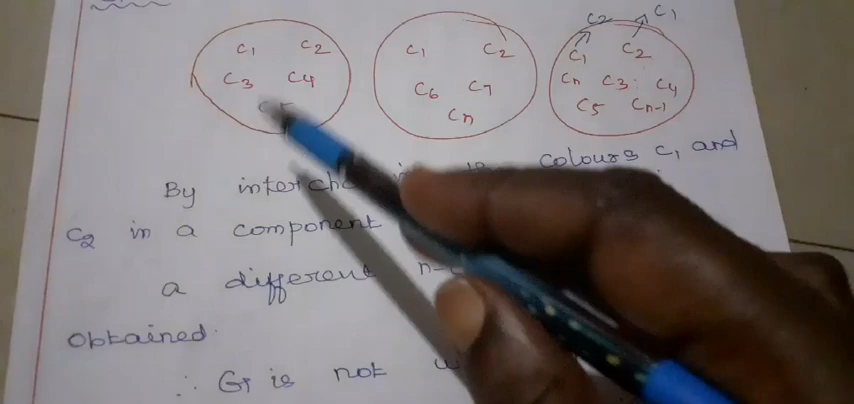 C2 C1
C1 C2 C1 C2 C1 C2
C3 C4 C6 C7 Cn C3 C4
Cn C5 Cn-1
By colours C1 and
C2 in a component
a different
Obtained.
∴ G is not